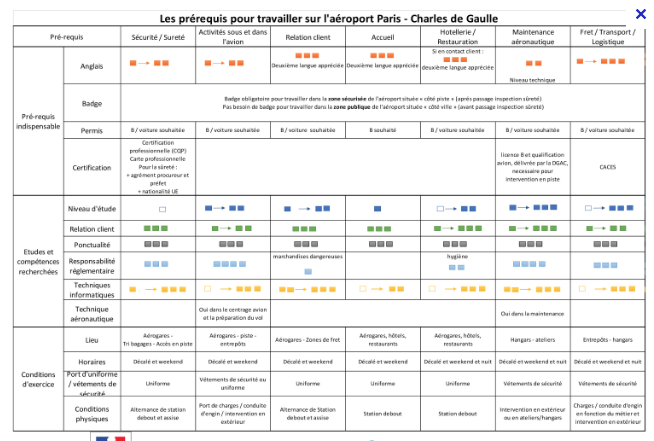 Les prérequis pour travailler sur l'aéroport Paris - Charles de Gaulle
Pré-requis
Sécurité / Sureté
Activités sous et dans
l'avion
Relation client
Accueil
Hotellerie /
Restauration
Maintenance
aéronautique
Fret / Transport /
Logistique
Pré-requis
indispensable
Anglais
Deuxième langue appréciée
Deuxième langue appréciée
Si en contact client :
deuxième langue appréciée
Niveau technique
Badge
Badge obligatoire pour travailler dans la zone sécurisée de l'aéroport située « côté piste » (après passage inspection sûreté)
Pas besoin de badge pour travailler dans la zone publique de l'aéroport située « côté ville » (avant passage inspection sûreté)
Permis
B / voiture souhaitée
B / voiture souhaitée
B / voiture souhaitée
B souhaité
B / voiture souhaitée
B / voiture souhaitée
B / voiture souhaitée
Certification
Certification
professionnelle (CQP)
Carte professionnelle
Pour la sûreté :
+ agrément procureur et
préfet
+ nationalité UE
licence B et qualification
avion, délivrée par la DGAC,
nécessaire pour
intervention en piste
CACES
Etudes et
compétences
recherchées
Niveau d'étude
Relation client
Ponctualité
Responsabilité
réglementaire
marchandises dangereuses
hygiène
Techniques
informatiques
Technique
aéronautique
Oui dans le centrage avion
et la préparation du vol
Oui dans la maintenance
Conditions
d'exercice
Lieu
Aérogares -
Tri bagages - Accès en piste
Aérogares - piste -
entrepôts
Aérogares - Zones de fret
Aérogares, hôtels,
restaurants
Aérogares, hôtels,
restaurants
Hangars - ateliers
Entrepôts - hangars
Horaires
Décalé et weekend
Décalé et weekend
Décalé et weekend
Décalé et weekend
Décalé et weekend et nuit
Décalé et weekend et nuit
Décalé et weekend et nuit
Port d'uniforme
/ vêtements de
sécurité
Uniforme
Vêtements de sécurité ou
uniforme
Uniforme
Uniforme
Uniforme
Vêtements de sécurité
Vêtements de sécurité
Conditions
physiques
Alternance de station
debout et assise
Port de charges / conduite
d'engin / intervention en
extérieur
Alternance de Station
debout et assise
Station debout
Station debout
Intervention en extérieur
ou en ateliers/hangars
Charges / conduite d'engin
en fonction du métier et
intervention en extérieur